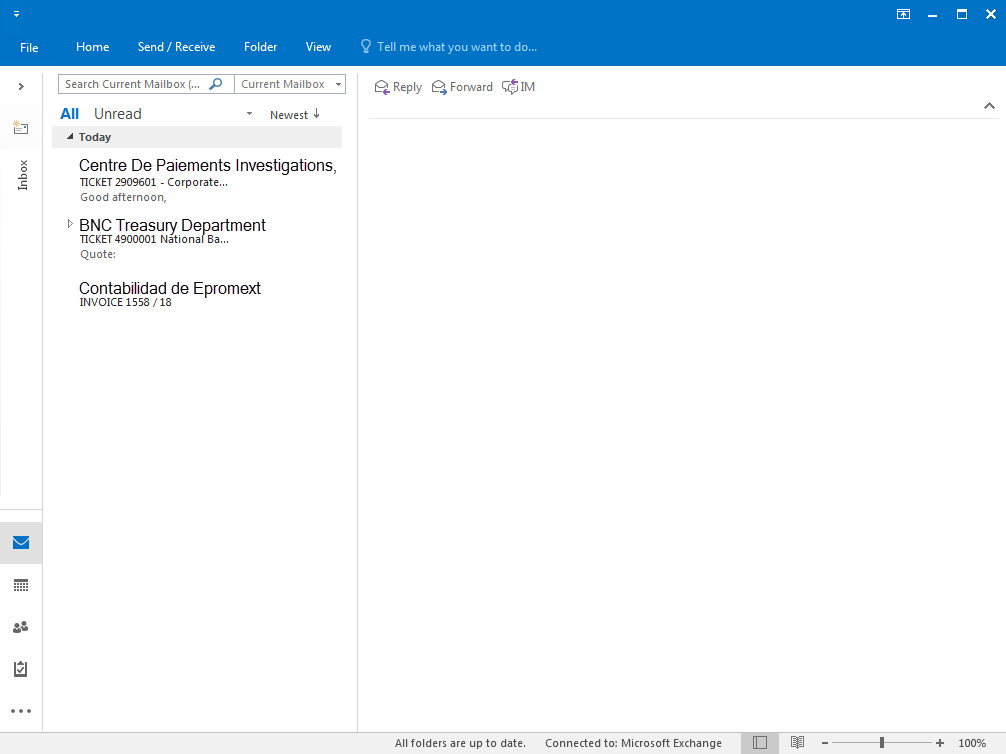 File Home Send / Receive Folder View Tell me what you want to do...
Search Current Mailbox (... Current Mailbox
Reply Forward IM
All Unread Newest
Today
Inbox
Centre De Paiements Investigations,
TICKET 2909601 - Corporate...
Good afternoon,
BNC Treasury Department
TICKET 4900001 National Ba...
Quote:
Contabilidad de Epromext
INVOICE 1558 / 18
All folders are up to date. Connected to: Microsoft Exchange 100%